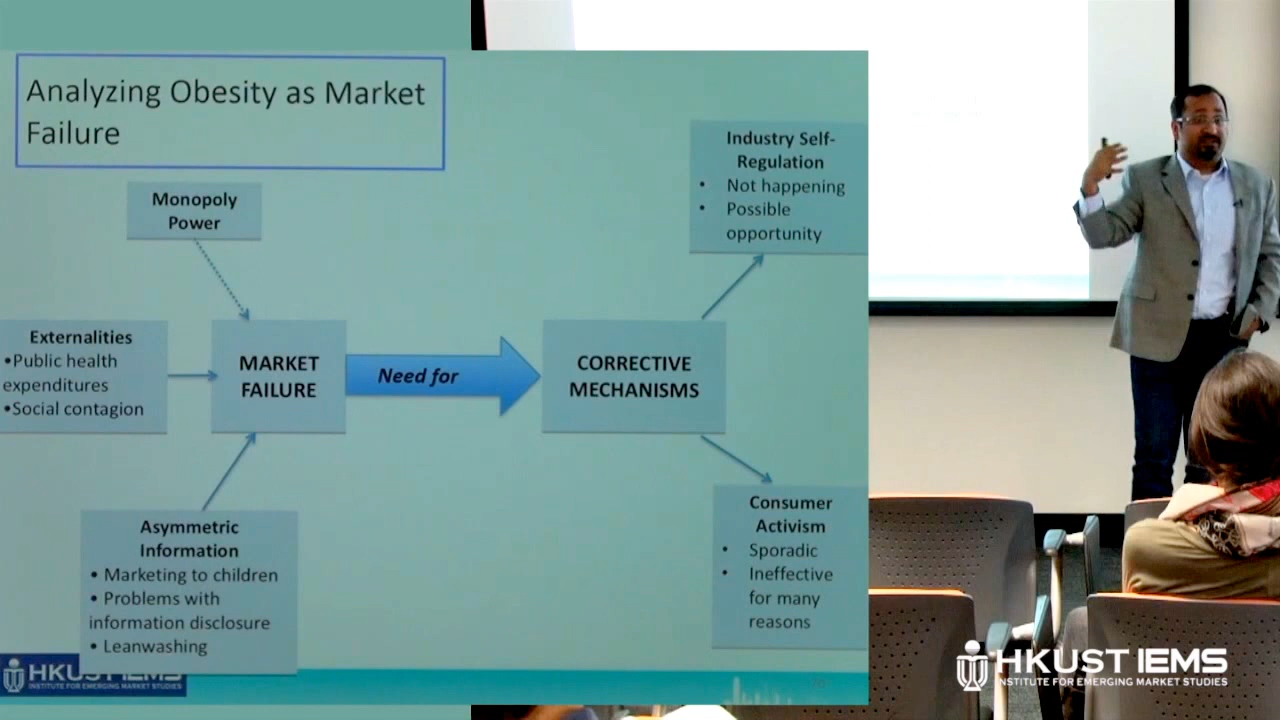 Analyzing Obesity as Market
Failure
Monopoly
Power
Externalities
•Public health
expenditures
•Social contagion
MARKET
FAILURE
Asymmetric
Information
• Marketing to children
• Problems with
information disclosure
• Leanwashing
Need for
CORRECTIVE
MECHANISMS
Industry Self-
Regulation
• Not happening
• Possible
opportunity
Consumer
Activism
• Sporadic
• Ineffective
for many
reasons
HKUST IEMS
INSTITUTE FOR EMERGING MARKET STUDIES
HKUST IEMS
INSTITUTE FOR EMERGING MARKET STUDIES